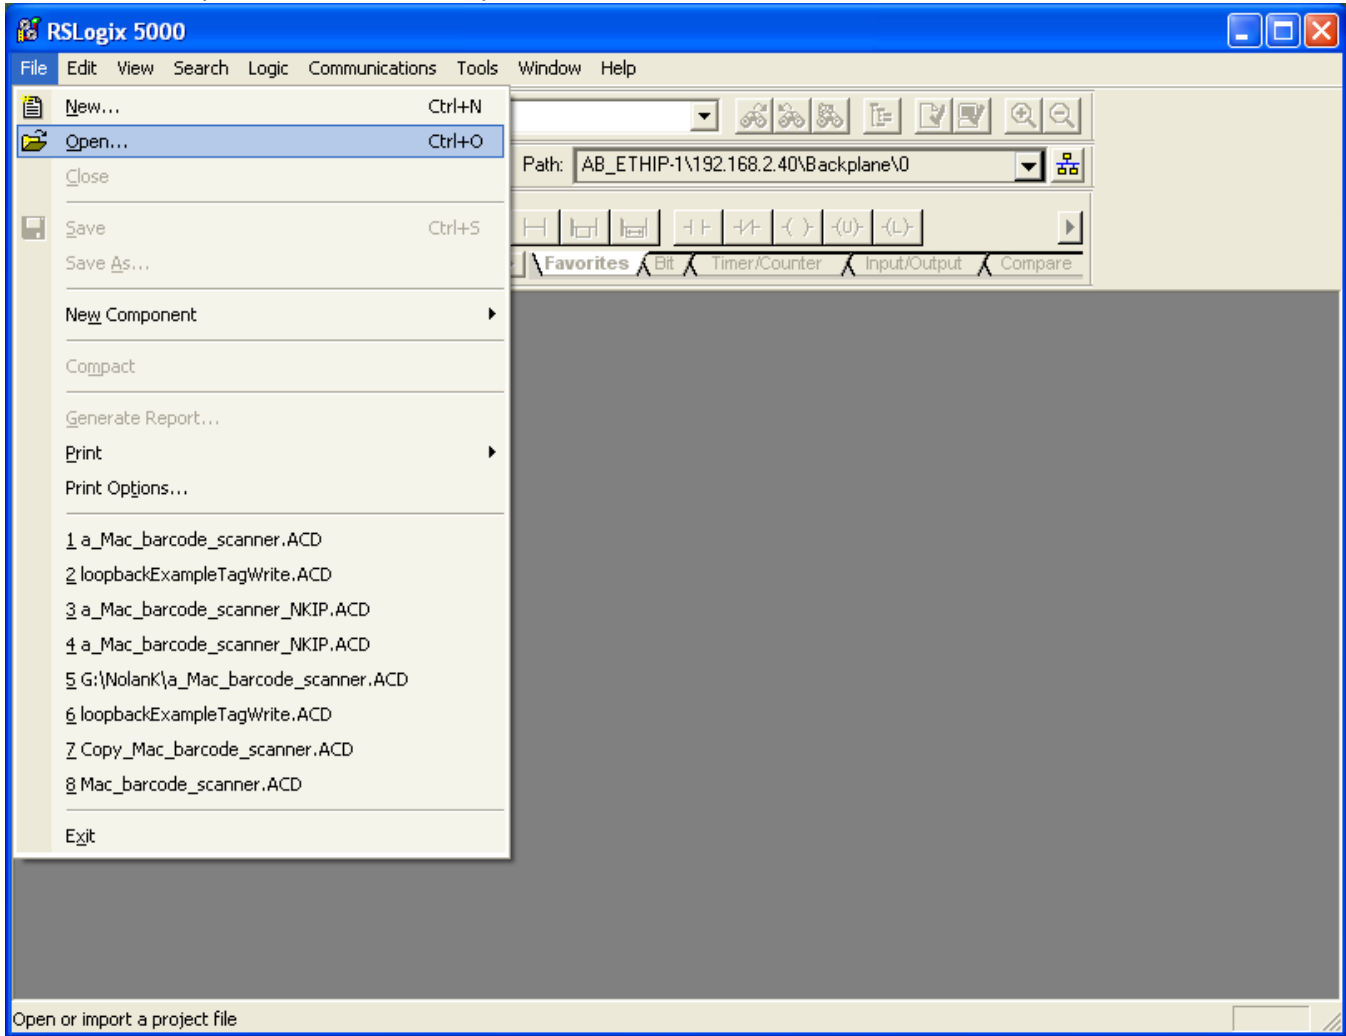 RSLogix 5000
File Edit View Search Logic Communications Tools Window Help
New... Ctrl+N
Open... Ctrl+O
Path: AB_ETHIP-1\192.168.2.40\Backplane\0
Close
Save Ctrl+S
Save As...
Favorites Bit Timer/Counter Input/Output Compare
New Component
Compact
Generate Report...
Print
Print Options...
1 a_Mac_barcode_scanner.ACD
2 loopbackExampleTagWrite.ACD
3 a_Mac_barcode_scanner_NKIP.ACD
4 a_Mac_barcode_scanner_NKIP.ACD
5 G:\NolanK\a_Mac_barcode_scanner.ACD
6 loopbackExampleTagWrite.ACD
7 Copy_Mac_barcode_scanner.ACD
8 Mac_barcode_scanner.ACD
Exit
Open or import a project file